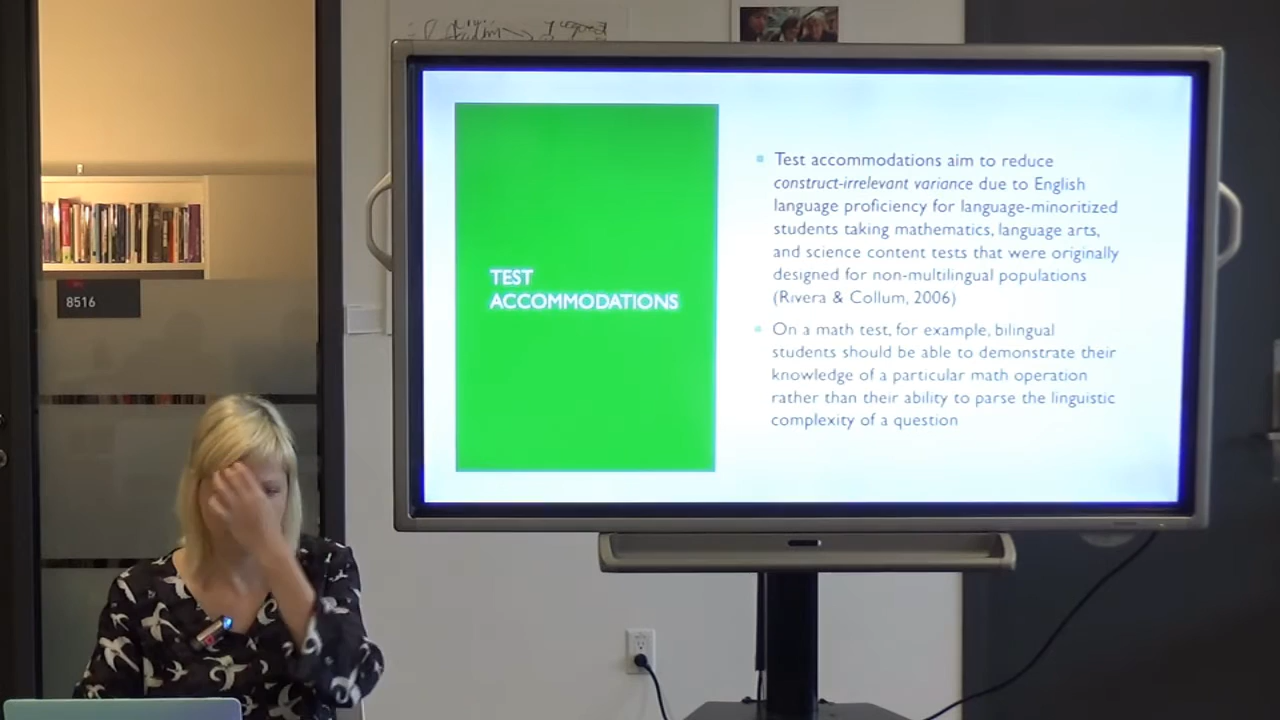 8516
TEST
ACCOMMODATIONS
Test accommodations aim to reduce
construct-irrelevant variance due to English
language proficiency for language-minoritized
students taking mathematics, language arts,
and science content tests that were originally
designed for non-multilingual populations
(Rivera & Collum, 2006)
On a math test, for example, bilingual
students should be able to demonstrate their
knowledge of a particular math operation
rather than their ability to parse the linguistic
complexity of a question